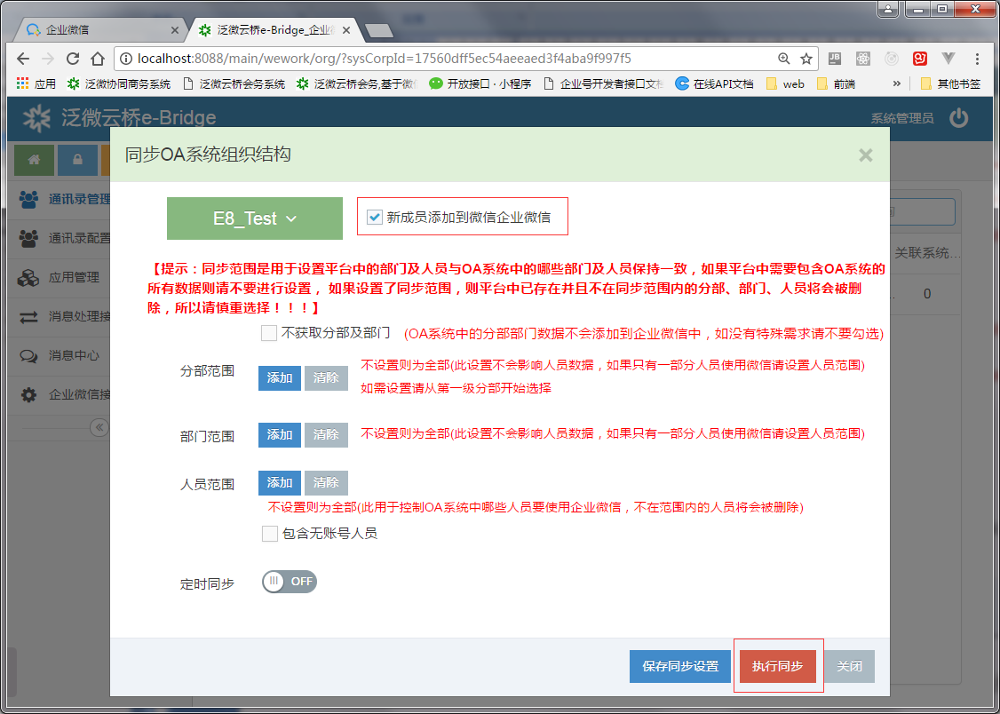 企业微信
泛微云桥e-Bridge_企业
localhost:8088/main/wework/org/?sysCorpId=17560dff5ec54aeeaed3f4aba9f997f5
应用 泛微协同商务系统 泛微云桥会务系统 泛微云桥会务,基于微信 开放接口 · 小程序 企业号开发者接口文档 在线API文档 web 前端 » 其他书签
泛微云桥e-Bridge
系统管理员
同步OA系统组织结构
通讯录管理
通讯录配置
应用管理
消息处理接
消息中心
企业微信接
关联系统...
0
E8_Test
新成员添加到微信企业微信
【提示：同步范围是用于设置平台中的部门及人员与OA系统中的哪些部门及人员保持一致，如果平台中需要包含OA系统的
所有数据则请不要进行设置， 如果设置了同步范围，则平台中已存在并且不在同步范围内的分部、部门、人员将会被删
除，所以请慎重选择！！！】
不获取分部及部门 (OA系统中的分部部门数据不会添加到企业微信中，如没有特殊需求请不要勾选)
分部范围 添加 清除 不设置则为全部(此设置不会影响人员数据，如果只有一部分人员使用微信请设置人员范围)
如需设置请从第一级分部开始选择
部门范围 添加 清除 不设置则为全部(此设置不会影响人员数据，如果只有一部分人员使用微信请设置人员范围)
人员范围 添加 清除
不设置则为全部(此用于控制OA系统中哪些人员要使用企业微信，不在范围内的人员将会被删除)
包含无账号人员
定时同步 OFF
保存同步设置 执行同步 关闭